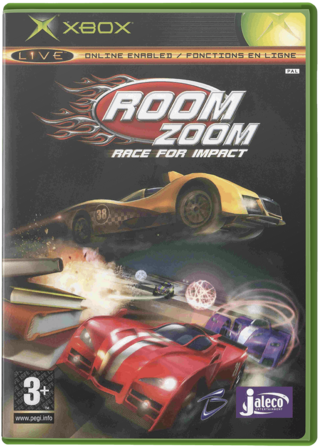 XBOX
LIVE
ONLINE ENABLED / FONCTIONS EN LIGNE
PAL
ROOM
ZOOM
RACE FOR IMPACT
38
3+
www.pegi.info
B
jaleco
ENTERTAINMENT